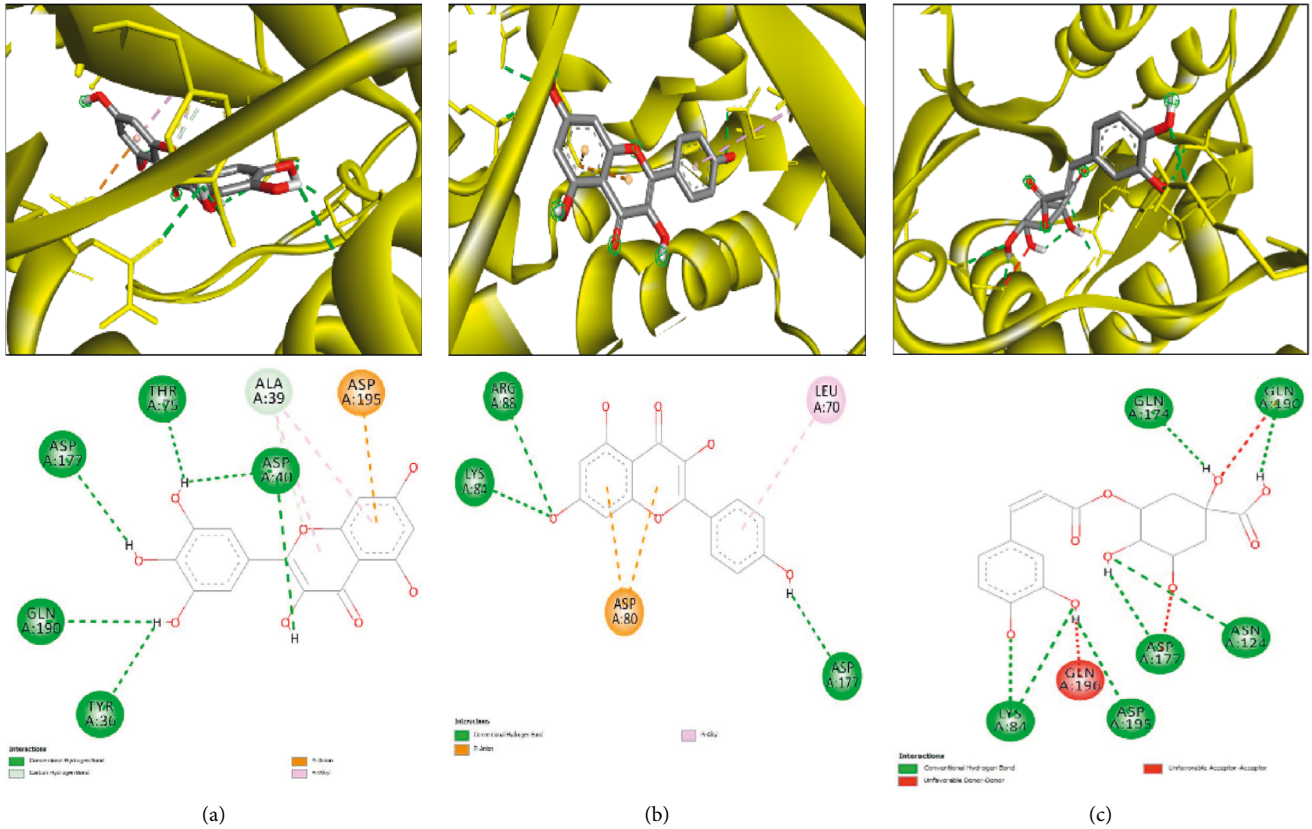 THR
A:75
ALA
A:39
ASP
A:195
ASP
A:177
ASP
A:40
GLN
A:190
TYR
A:36
H
H
H
H
O
O
O
O
O
O
O
O
Interactions
Conventional Hydrogen Bond
Carbon Hydrogen Bond
Pi-Anion
Pi-Alkyl
(a)
ARG
A:88
LEU
A:70
LYS
A:84
ASP
A:80
ASP
A:177
O
O
O
O
O
O
H
Interactions
Conventional Hydrogen Bond
Pi-Anion
Pi-Alkyl
(b)
GLN
A:174
GLN
A:190
ASN
A:124
ASP
A:177
GLN
A:196
LYS
A:84
ASP
A:195
H
H
H
H
O
O
O
O
O
O
O
O
O
Interactions
Conventional Hydrogen Bond
Unfavorable Donor-Donor
Unfavorable Acceptor-Acceptor
(c)